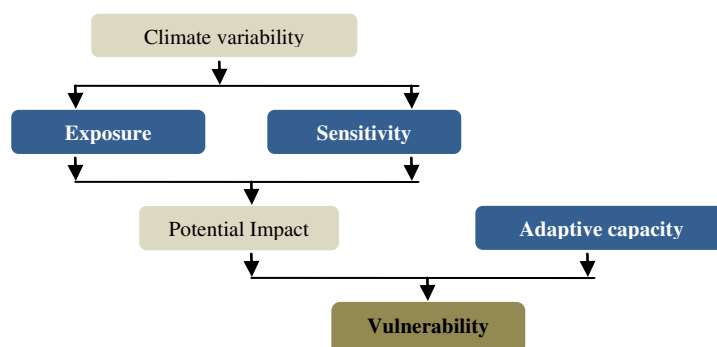 Climate variability
Exposure
Sensitivity
Potential Impact
Adaptive capacity
Vulnerability